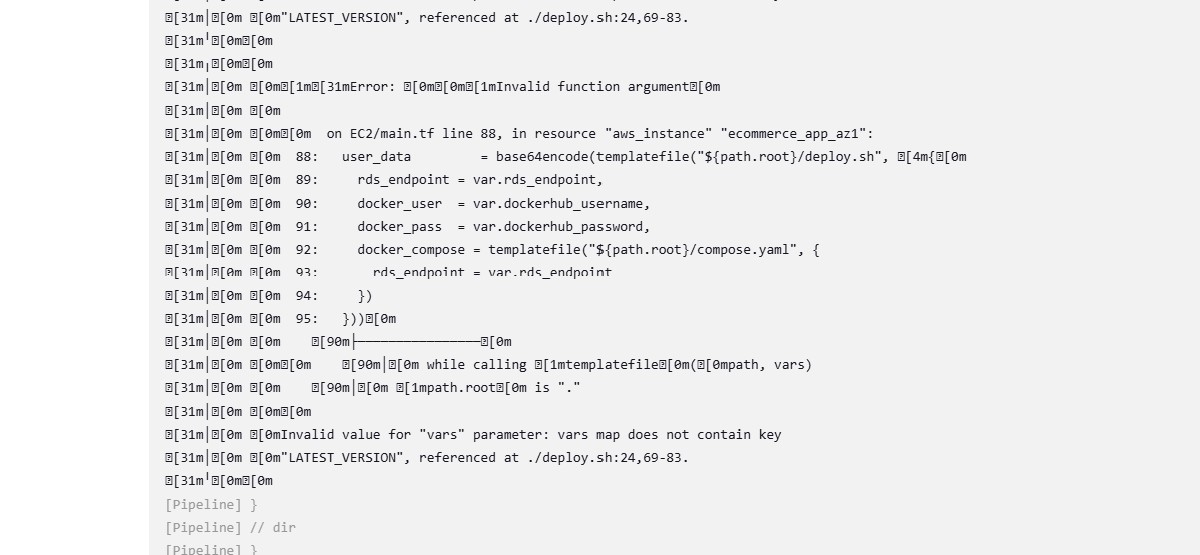 [31m│[0m [0m"LATEST_VERSION", referenced at ./deploy.sh:24,69-83.
[31m╵[0m[0m
[31m╷[0m[0m
[31m│[0m [0m[1m[31mError: [0m[0m[1mInvalid function argument[0m
[31m│[0m [0m
[31m│[0m [0m[0m  on EC2/main.tf line 88, in resource "aws_instance" "ecommerce_app_az1":
[31m│[0m [0m  88:   user_data         = base64encode(templatefile("${path.root}/deploy.sh", [4m{[0m
[31m│[0m [0m  89:     rds_endpoint = var.rds_endpoint,
[31m│[0m [0m  90:     docker_user  = var.dockerhub_username,
[31m│[0m [0m  91:     docker_pass  = var.dockerhub_password,
[31m│[0m [0m  92:     docker_compose = templatefile("${path.root}/compose.yaml", {
[31m│[0m [0m  93:       rds_endpoint = var.rds_endpoint
[31m│[0m [0m  94:     })
[31m│[0m [0m  95:   }))[0m
[31m│[0m [0m    [90m├────────────────[0m
[31m│[0m [0m[0m    [90m│[0m while calling [1mtemplatefile[0m([0mpath, vars)
[31m│[0m [0m    [90m│[0m [1mpath.root[0m is "."
[31m│[0m [0m[0m
[31m│[0m [0mInvalid value for "vars" parameter: vars map does not contain key
[31m│[0m [0m"LATEST_VERSION", referenced at ./deploy.sh:24,69-83.
[31m╵[0m[0m
[Pipeline] }
[Pipeline] // dir
[Pipeline] }